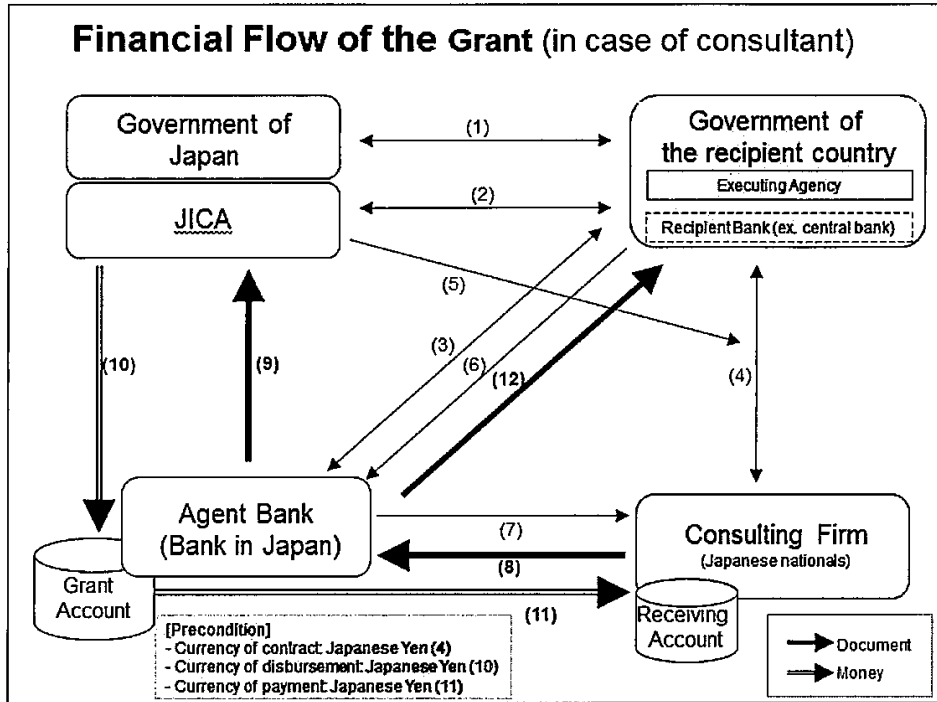 Financial Flow of the Grant (in case of consultant)
Government of
Japan
JICA
(1)
(2)
Government of
the recipient country
Executing Agency
Recipient Bank (ex. central bank)
(5)
(10)
(9)
(3)
(6)
(12)
(4)
Agent Bank
(Bank in Japan)
(7)
(8)
Consulting Firm
(Japanese nationals)
Grant
Account
(11)
Receiving
Account
[Precondition]
- Currency of contract: Japanese Yen (4)
- Currency of disbursement: Japanese Yen (10)
- Currency of payment: Japanese Yen (11)
Document
Money